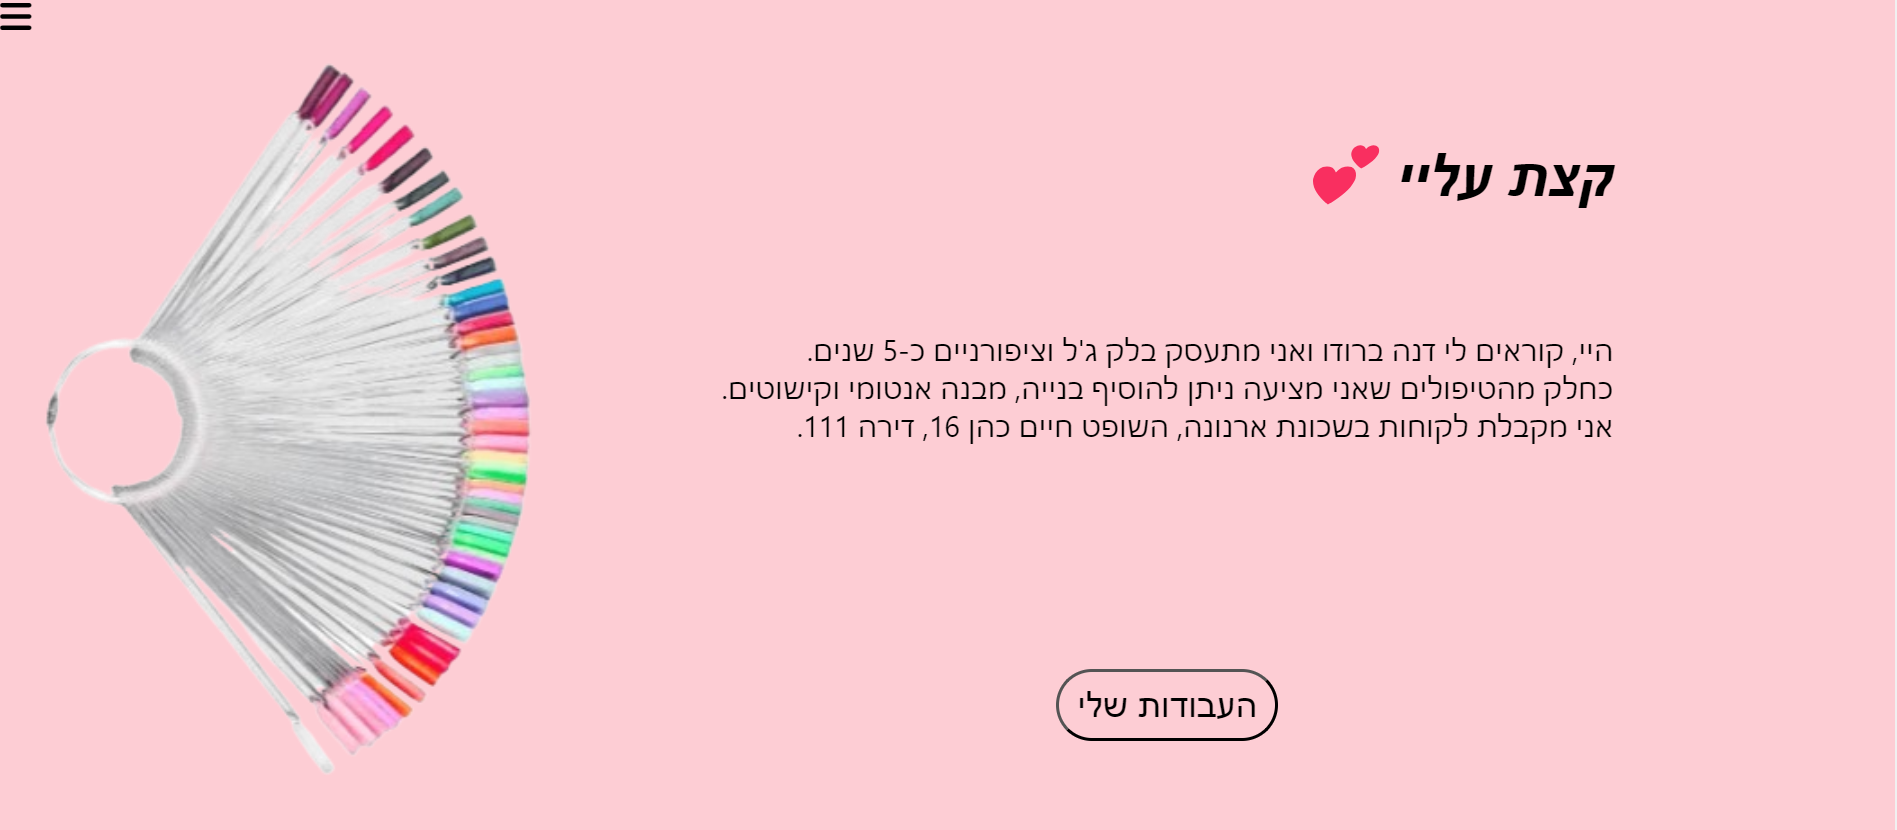 קצת עליי 💕
היי, קוראים לי דנה ברודו ואני מתעסק בלק ג'ל וציפורניים כ-5 שנים.
כחלק מהטיפולים שאני מציעה ניתן להוסיף בנייה, מבנה אנטומי וקישוטים.
אני מקבלת לקוחות בשכונת ארנונה, השופט חיים כהן 16, דירה 111.
העבודות שלי